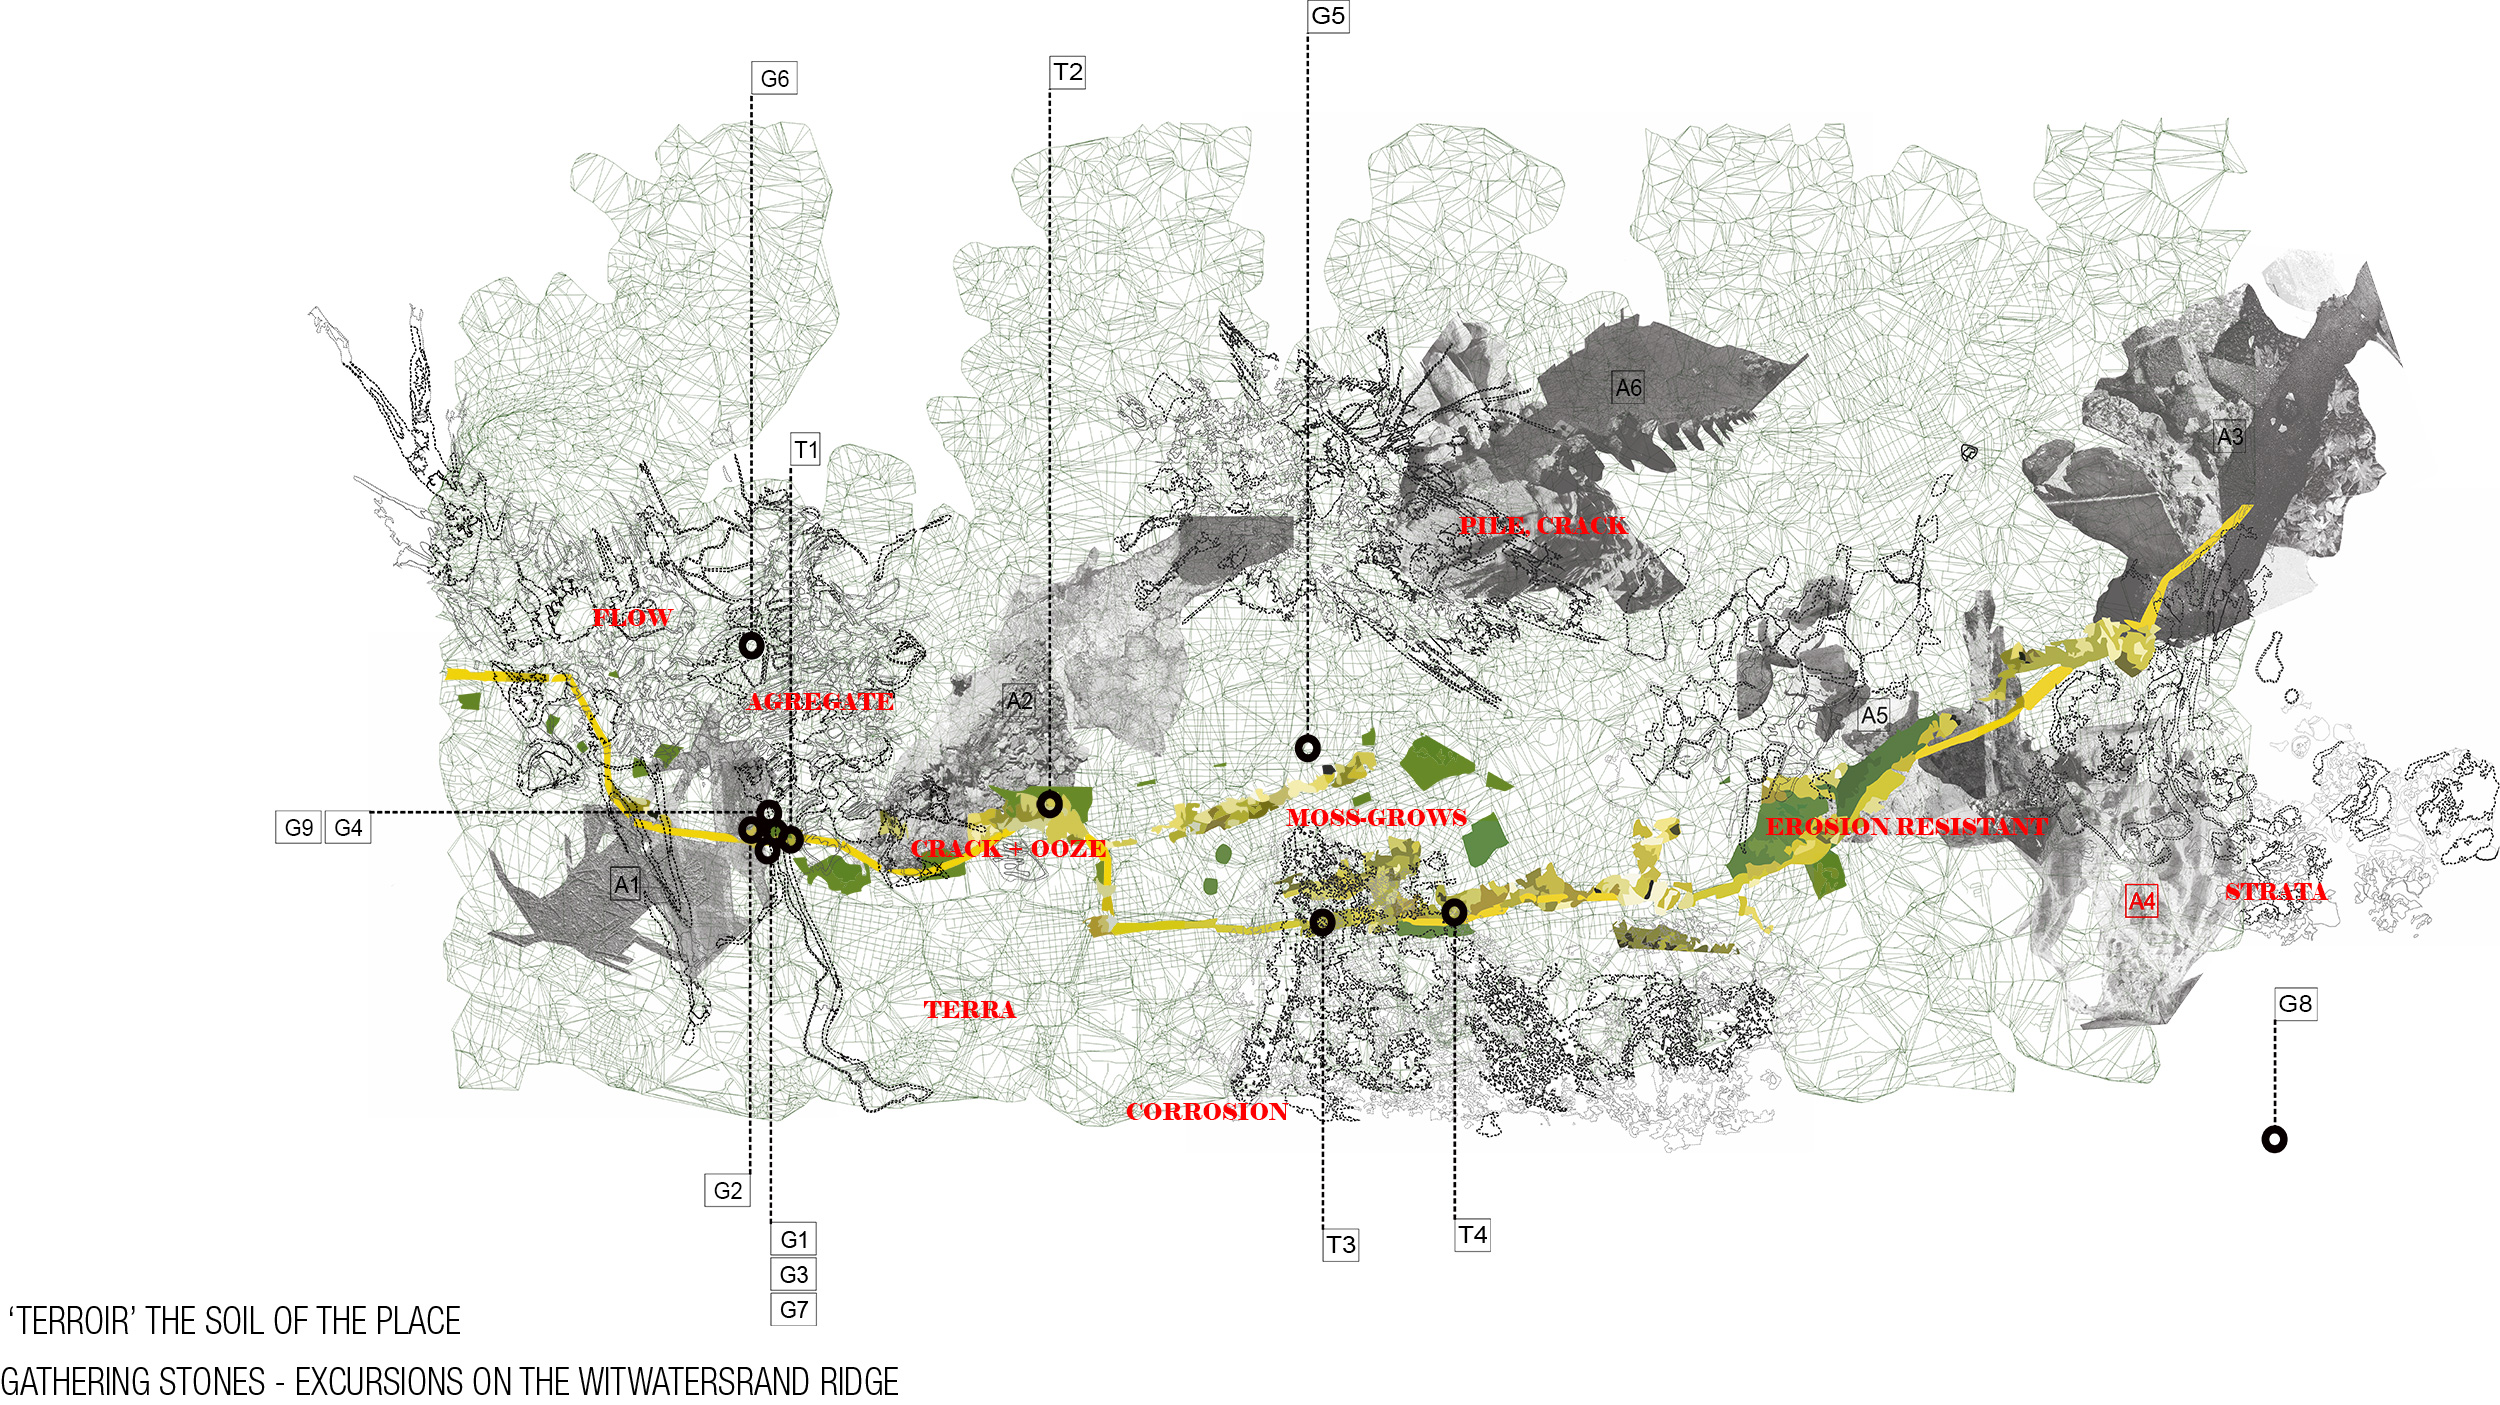 G5
G6
T2
A6
A3
T1
PILE, CRACK
FLOW
AGREGATE
A2
A5
G9
G4
MOSS-GROWS
EROSION RESISTANT
CRACK + OOZE
A1
A4
STRATA
TERRA
G8
CORROSION
G2
G1
T3
T4
G3
G7
‘TERROIR’ THE SOIL OF THE PLACE
GATHERING STONES - EXCURSIONS ON THE WITWATERSRAND RIDGE